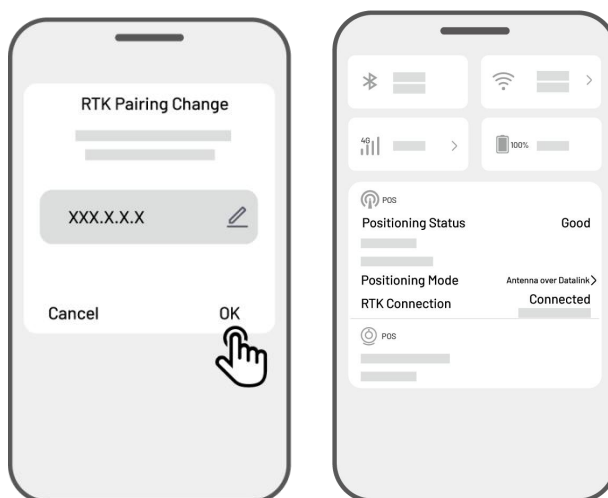 RTK Pairing Change
XXX.X.X.X
Cancel OK
4G
100%
POS
Positioning Status Good
Positioning Mode Antenna over Datalink
RTK Connection Connected
POS